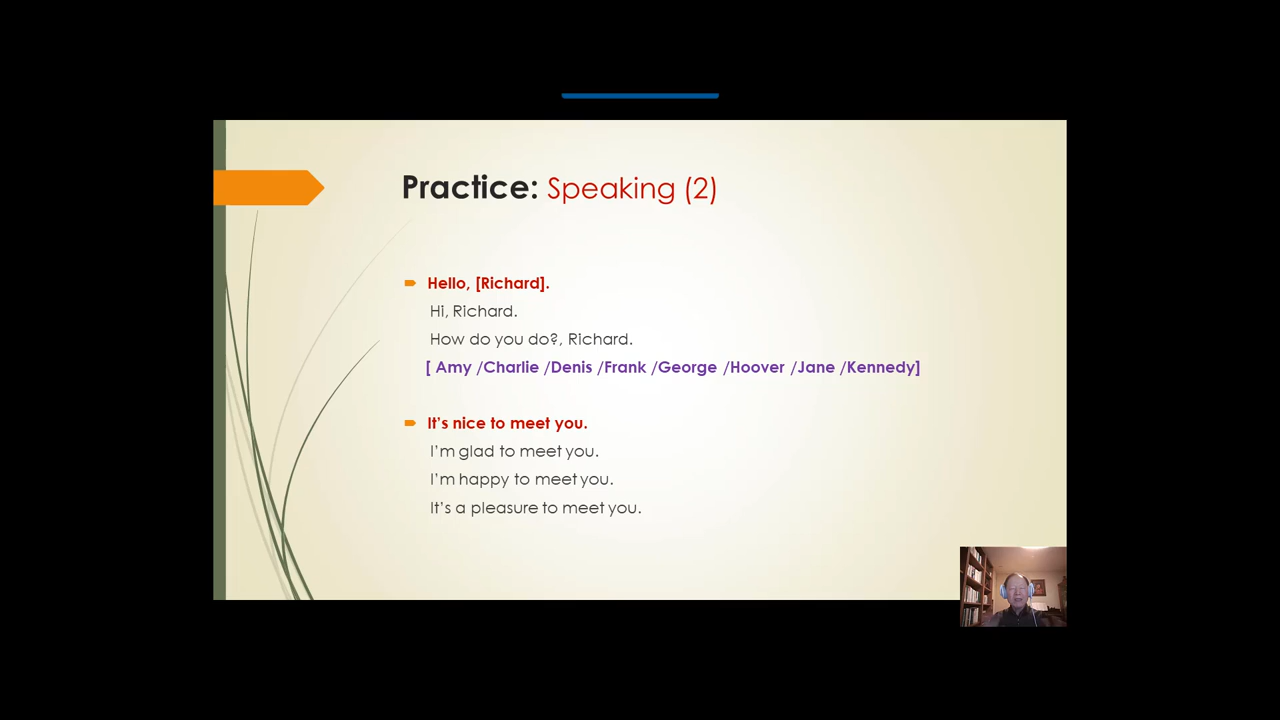 Practice: Speaking (2)
Hello, [Richard].
Hi, Richard.
How do you do?, Richard.
[ Amy /Charlie /Denis /Frank /George /Hoover /Jane /Kennedy]
It's nice to meet you.
I'm glad to meet you.
I'm happy to meet you.
It's a pleasure to meet you.